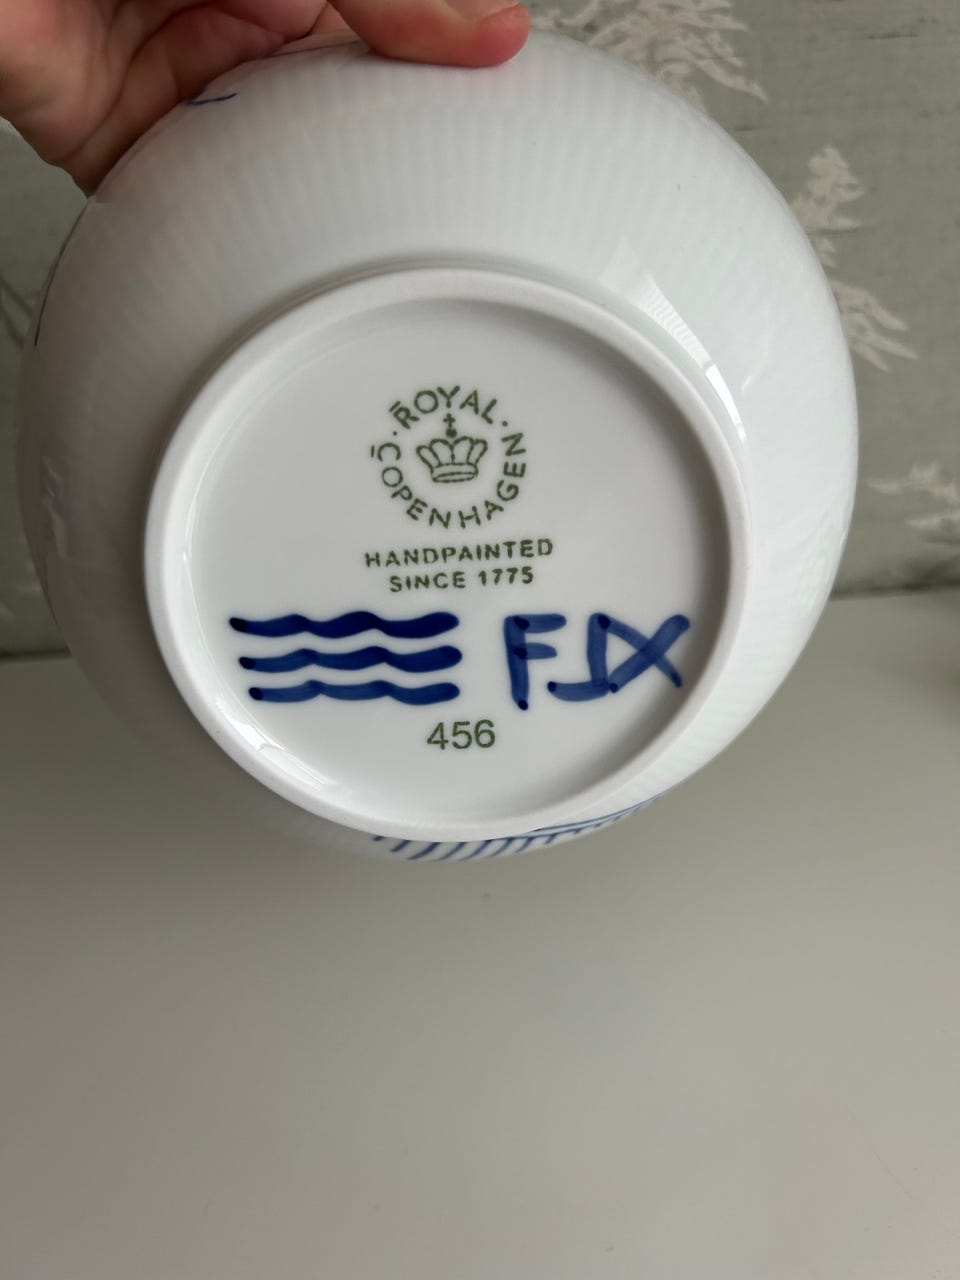 ROYAL
COPENHAGEN
HANDPAINTED
SINCE 1775
456